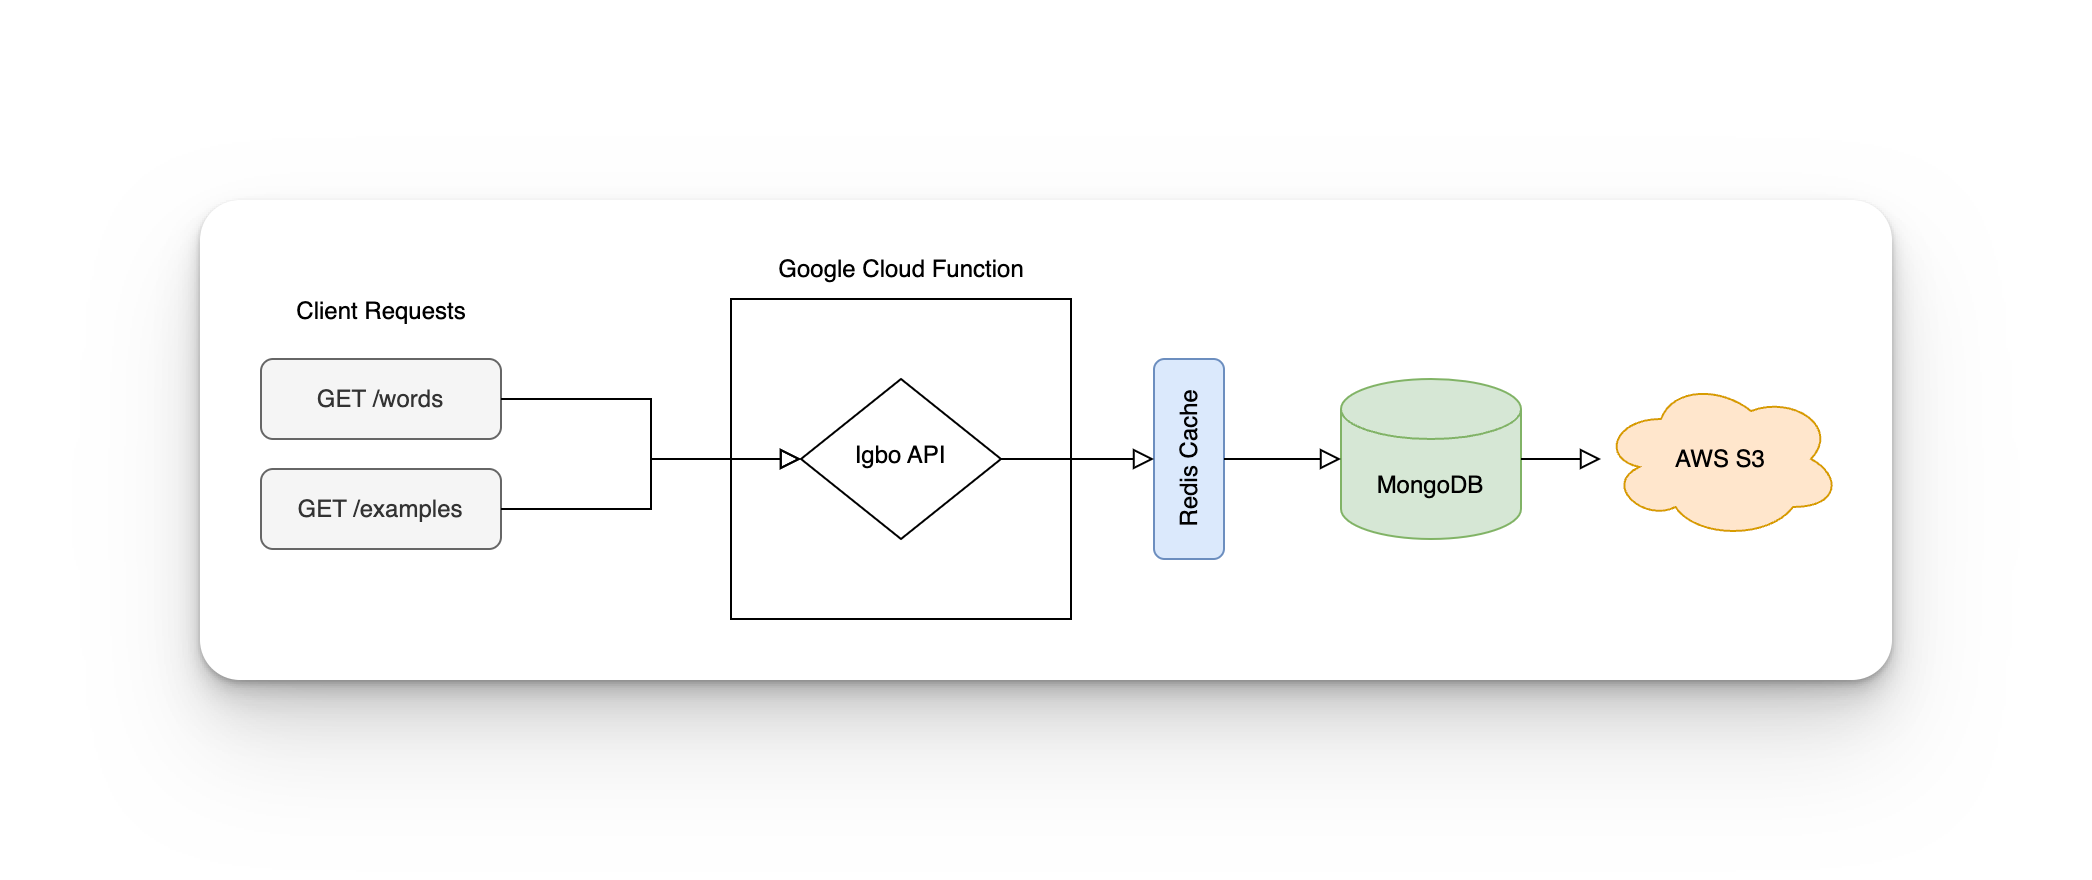 Client Requests
GET /words
GET /examples
Google Cloud Function
Igbo API
Redis Cache
MongoDB
AWS S3